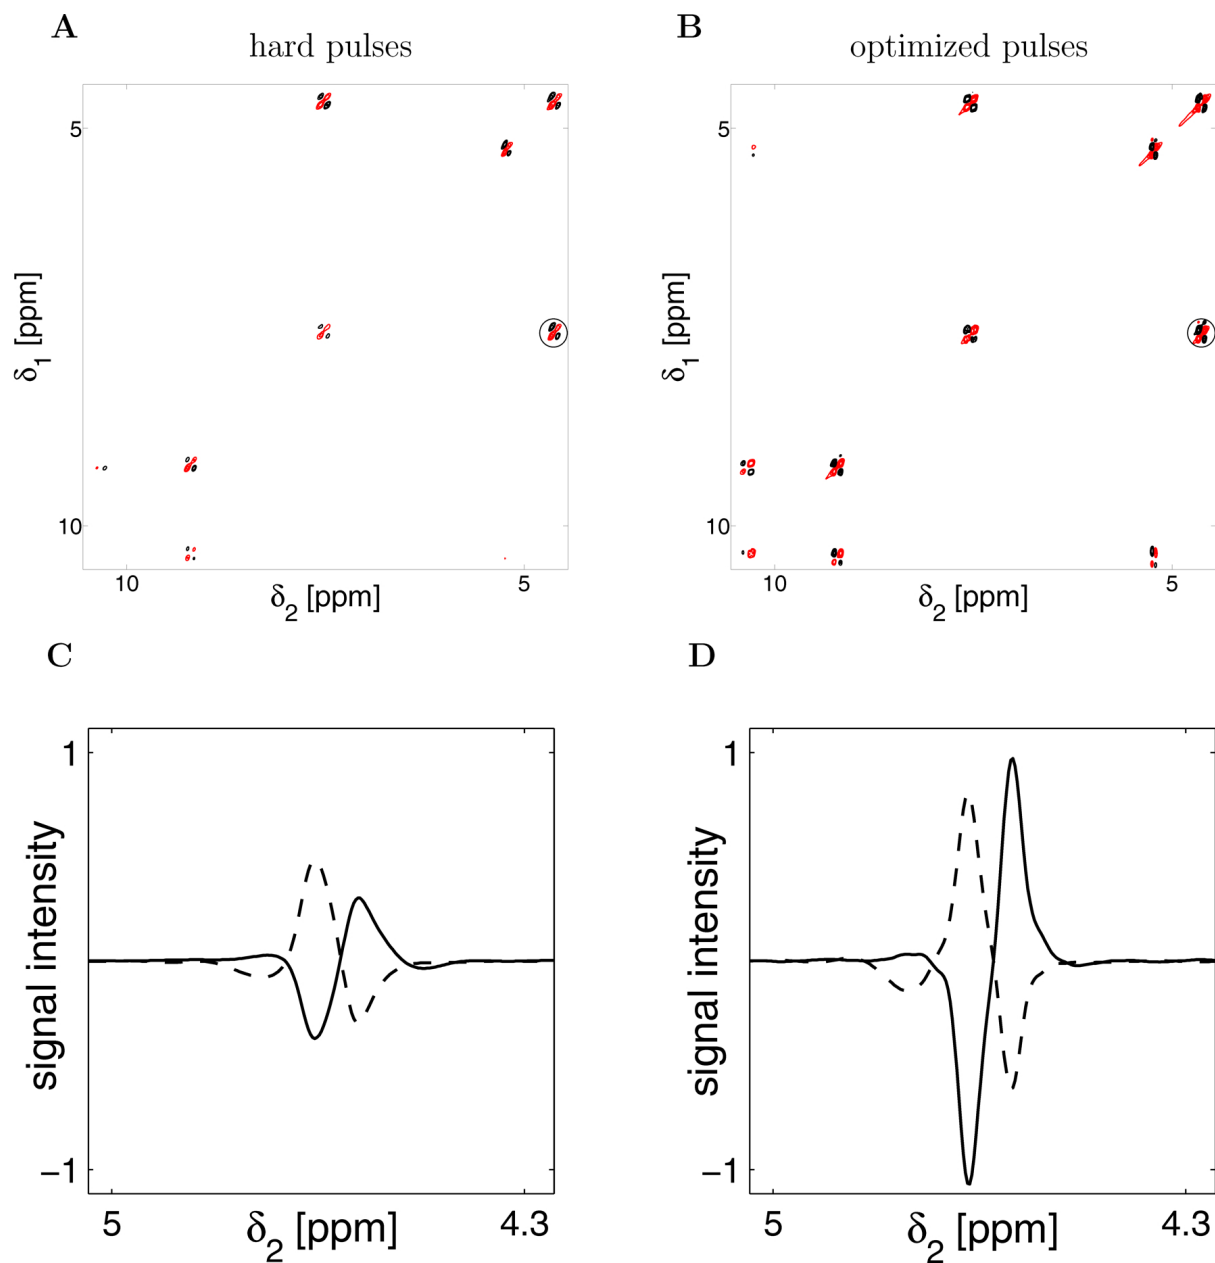 A
hard pulses
5
10
δ1 [ppm]
10
5
δ2 [ppm]
B
optimized pulses
5
10
δ1 [ppm]
10
5
δ2 [ppm]
C
1
−1
signal intensity
5
4.3
δ2 [ppm]
D
1
−1
signal intensity
5
4.3
δ2 [ppm]